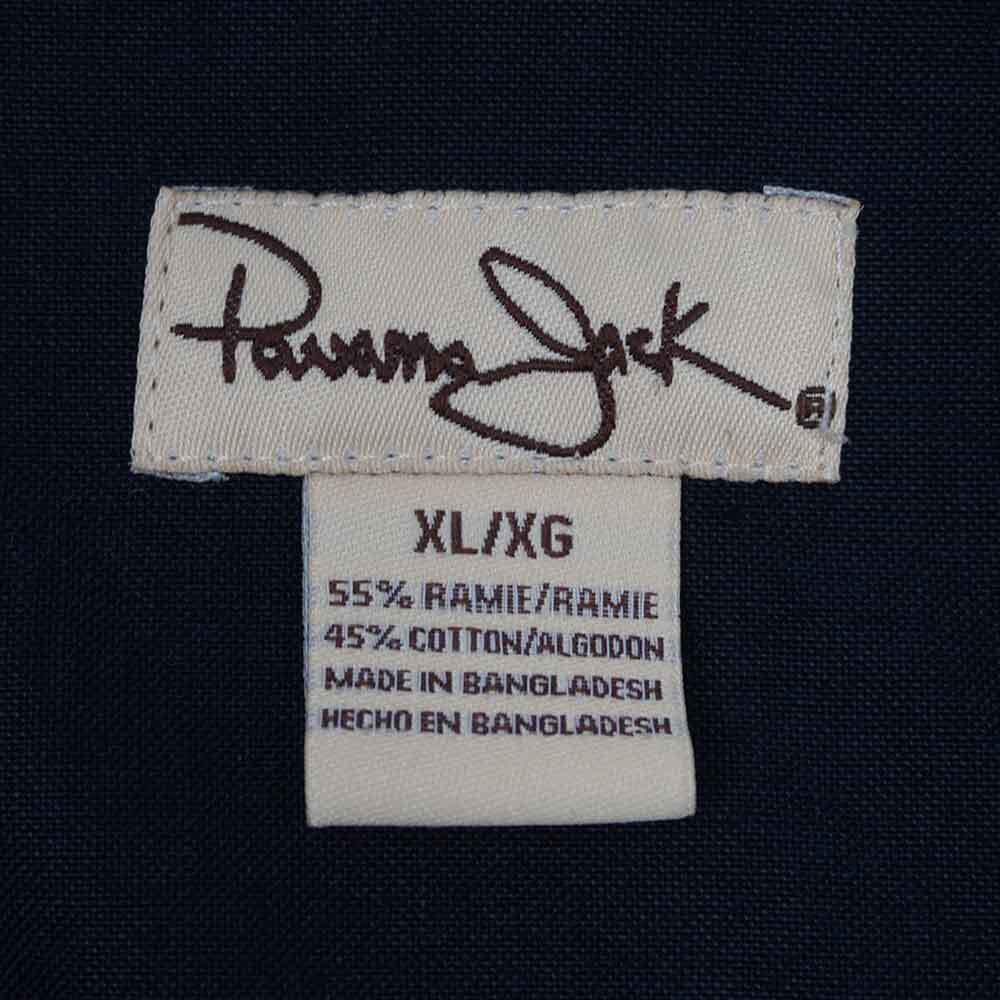 Panama Jack®
XL/XG
55% RAMIE/RAMIE
45% COTTON/ALGODON
MADE IN BANGLADESH
HECHO EN BANGLADESH